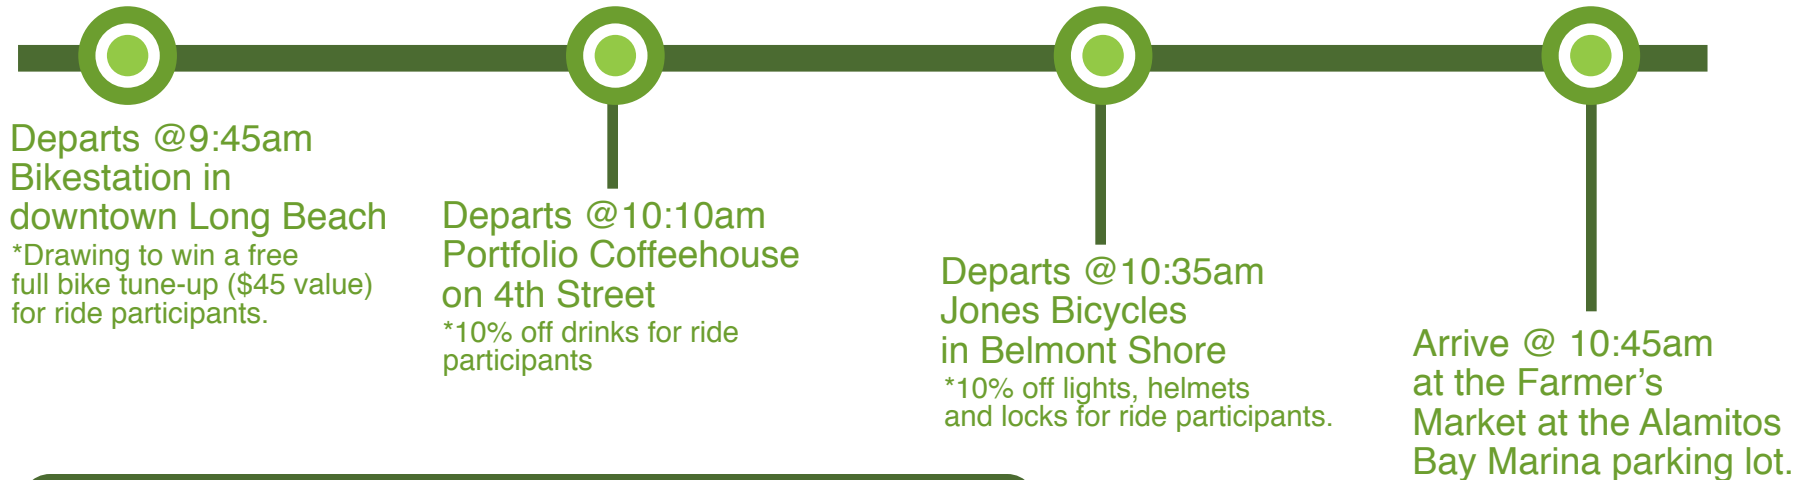 Departs @9:45am
Bikestation in
downtown Long Beach
*Drawing to win a free
full bike tune-up ($45 value)
for ride participants.
Departs @10:10am
Portfolio Coffeehouse
on 4th Street
*10% off drinks for ride
participants
Departs @10:35am
Jones Bicycles
in Belmont Shore
*10% off lights, helmets
and locks for ride participants.
Arrive @ 10:45am
at the Farmer’s
Market at the Alamitos
Bay Marina parking lot.